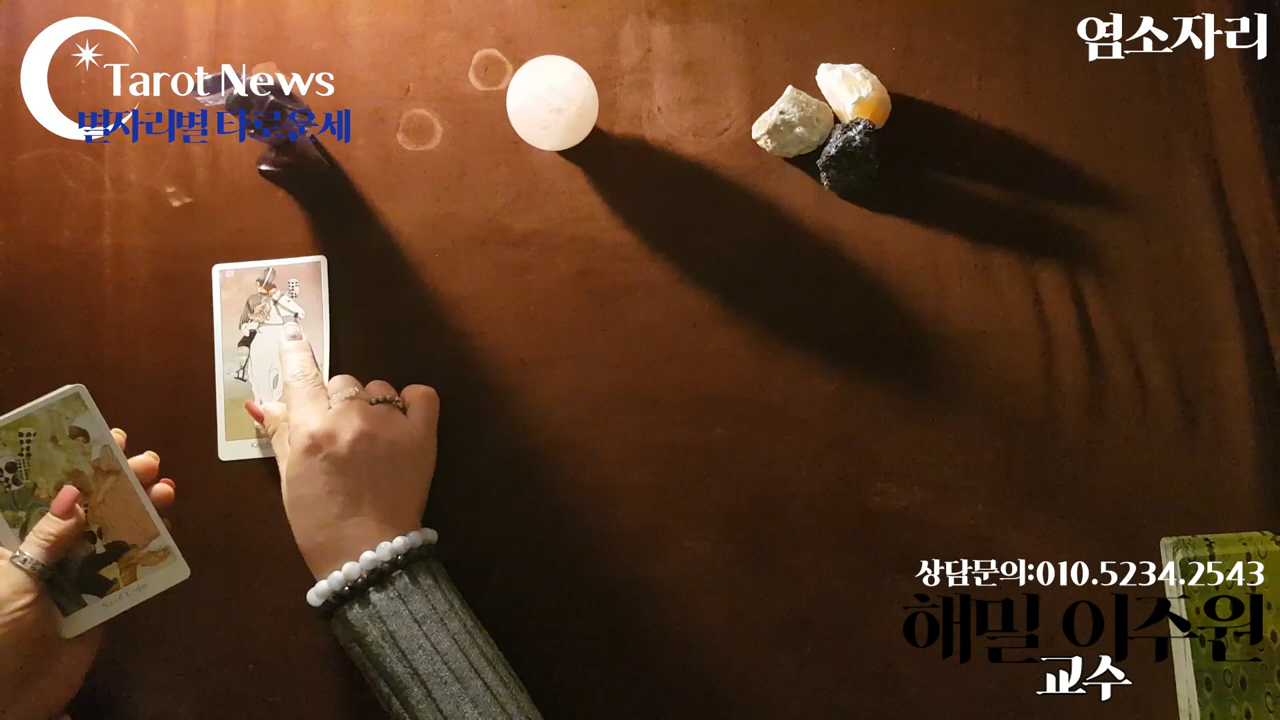 Tarot News
별자리별 타로운세
염소자리
상담문의:010.5234.2543
해밀 이주원
교수